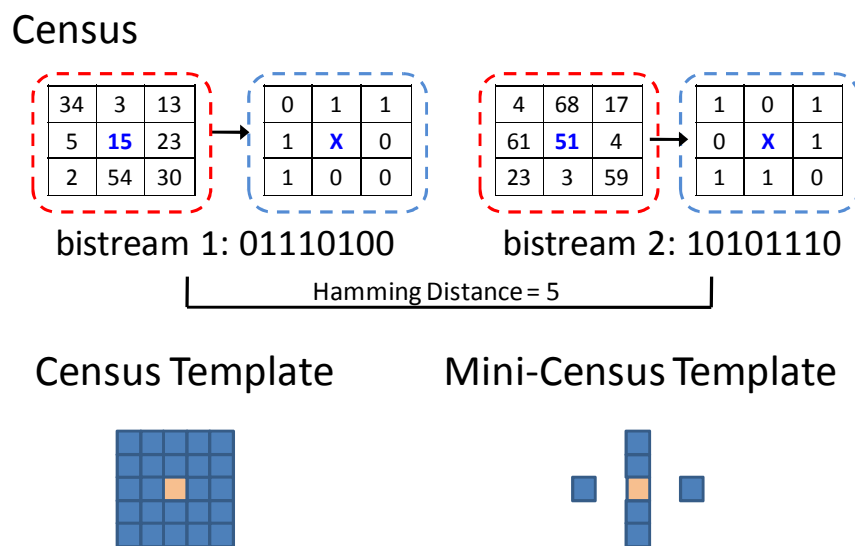 Census
34 3 13
5 15 23
2 54 30
0 1 1
1 X 0
1 0 0
4 68 17
61 51 4
23 3 59
1 0 1
0 X 1
1 1 0
bistream 1: 01110100
bistream 2: 10101110
Hamming Distance = 5
Census Template
Mini-Census Template